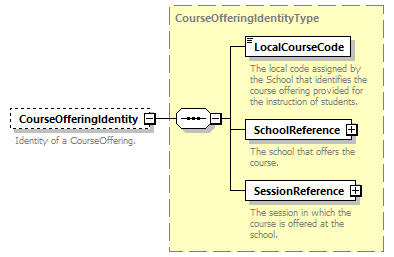 CourseOfferingIdentityType
LocalCourseCode
The local code assigned by
the School that identifies the
course offering provided for
the instruction of students.
CourseOfferingIdentity
Identity of a CourseOffering.
SchoolReference
The school that offers the
course.
SessionReference
The session in which the
course is offered at the
school.